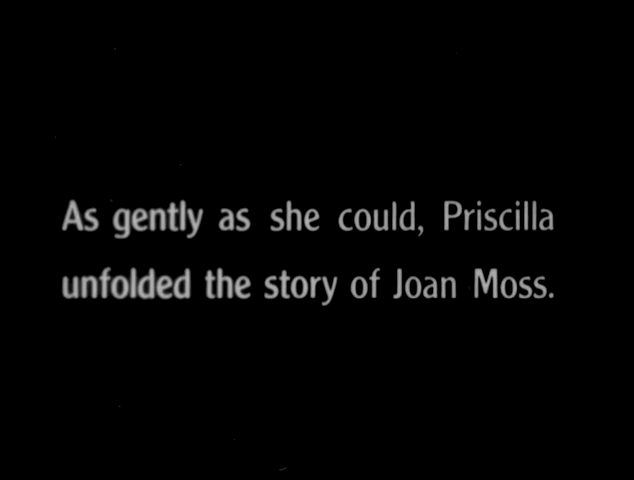 As gently as she could, Priscilla
unfolded the story of Joan Moss.